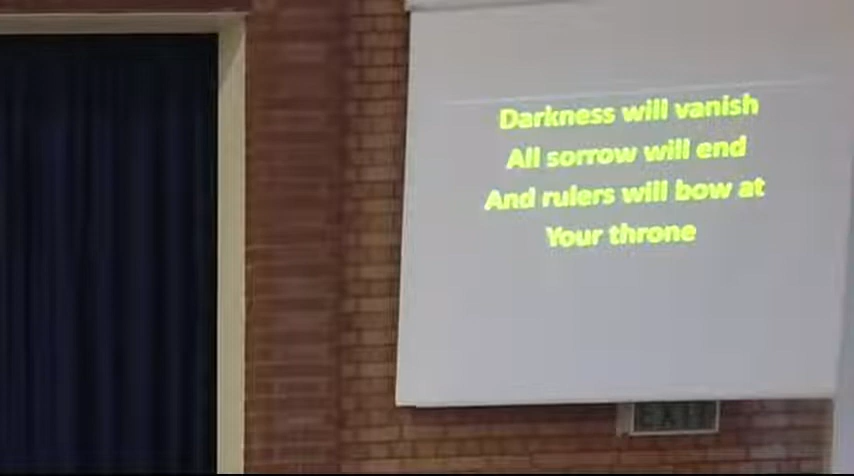 Darkness will vanish
All sorrow will end
And rulers will bow at
Your throne